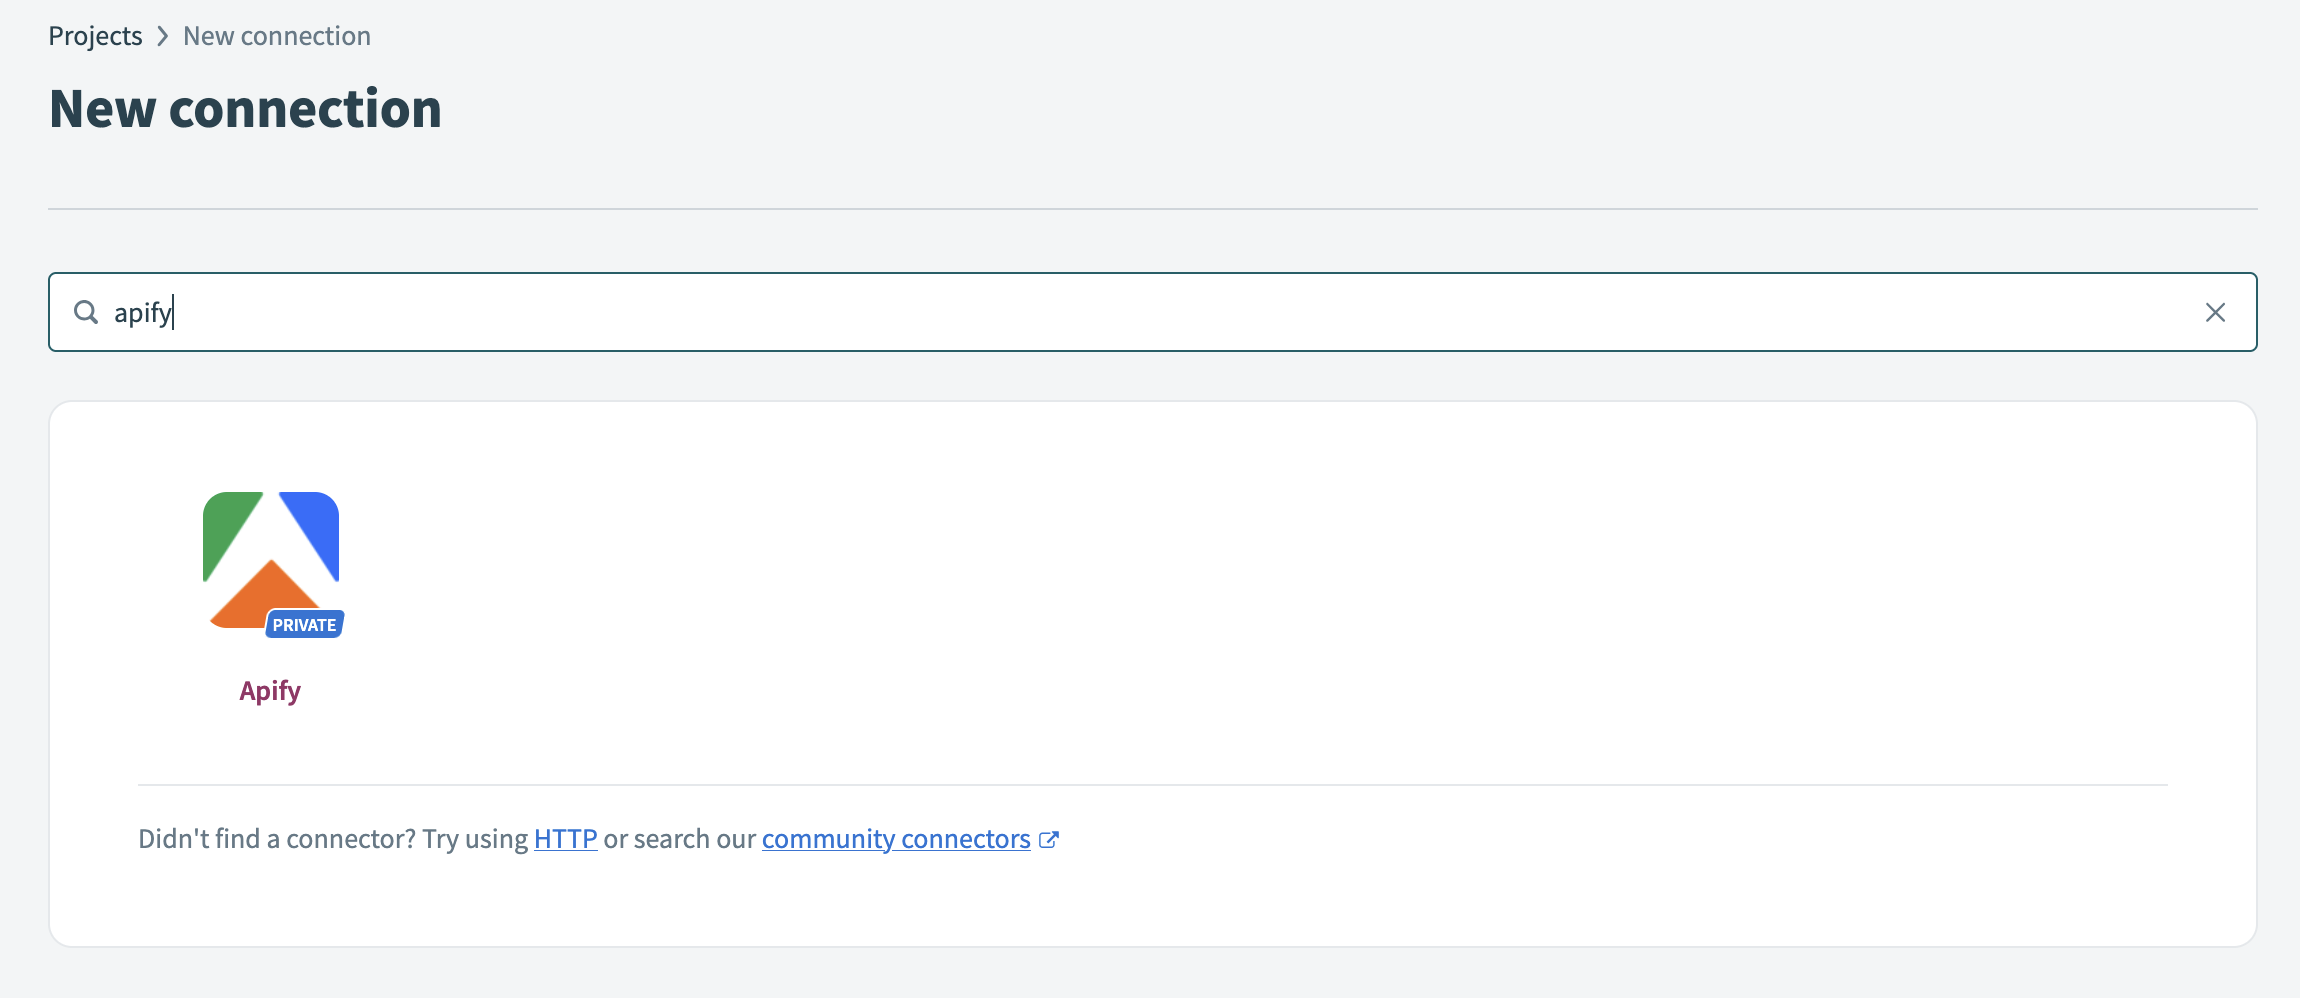 Projects > New connection
New connection
apify
PRIVATE
Apify
Didn't find a connector? Try using HTTP or search our community connectors